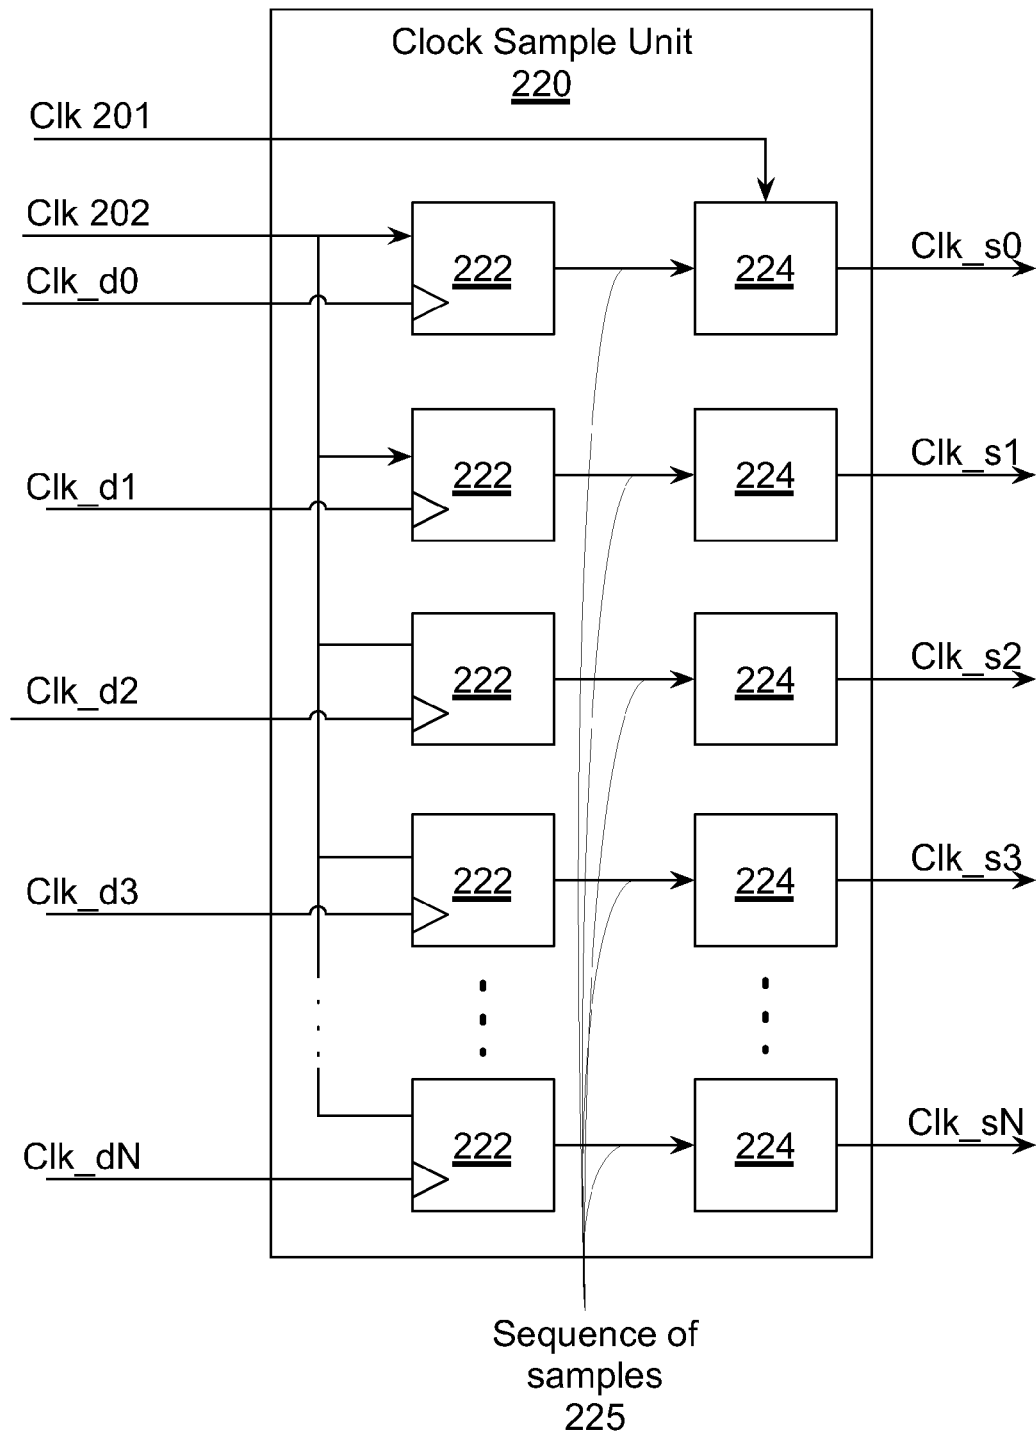 Clock Sample Unit
220
Clk 201
Clk 202
Clk_d0
222
224
Clk_s0
Clk_d1
222
224
Clk_s1
Clk_d2
222
224
Clk_s2
Clk_d3
222
224
Clk_s3
Clk_dN
222
224
Clk_sN
Sequence of
samples
225